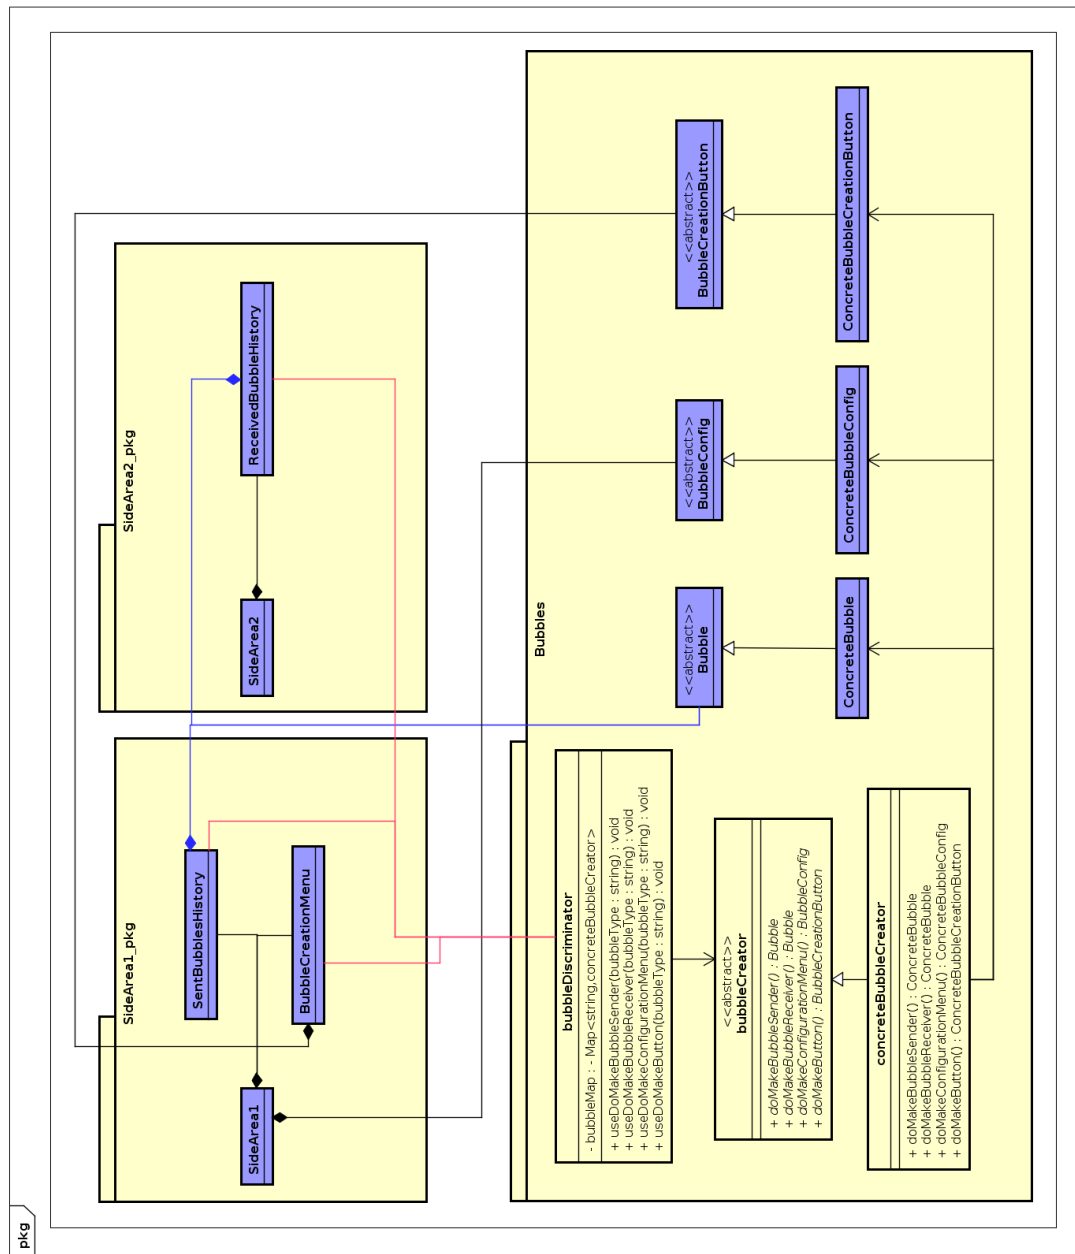 pkg
SideArea1_pkg
SideArea1
SentBubblesHistory
BubbleCreationMenu
SideArea2_pkg
SideArea2
ReceivedBubbleHistory
Bubbles
bubbleDiscriminator
- bubbleMap : - Map<string,concreteBubbleCreator>
+ useDoMakeBubbleSender(bubbleType : string) : void
+ useDoMakeBubbleReceiver(bubbleType : string) : void
+ useDoMakeConfigurationMenu(bubbleType : string) : void
+ useDoMakeButton(bubbleType : string) : void
<<abstract>>
bubbleCreator
+ doMakeBubbleSender() : Bubble
+ doMakeBubbleReceiver() : Bubble
+ doMakeConfigurationMenu() : BubbleConfig
+ doMakeButton() : BubbleCreationButton
concreteBubbleCreator
+ doMakeBubbleSender() : ConcreteBubble
+ doMakeBubbleReceiver() : ConcreteBubble
+ doMakeConfigurationMenu() : ConcreteBubbleConfig
+ doMakeButton() : ConcreteBubbleCreationButton
<<abstract>>
Bubble
ConcreteBubble
<<abstract>>
BubbleConfig
ConcreteBubbleConfig
<<abstract>>
BubbleCreationButton
ConcreteBubbleCreationButton